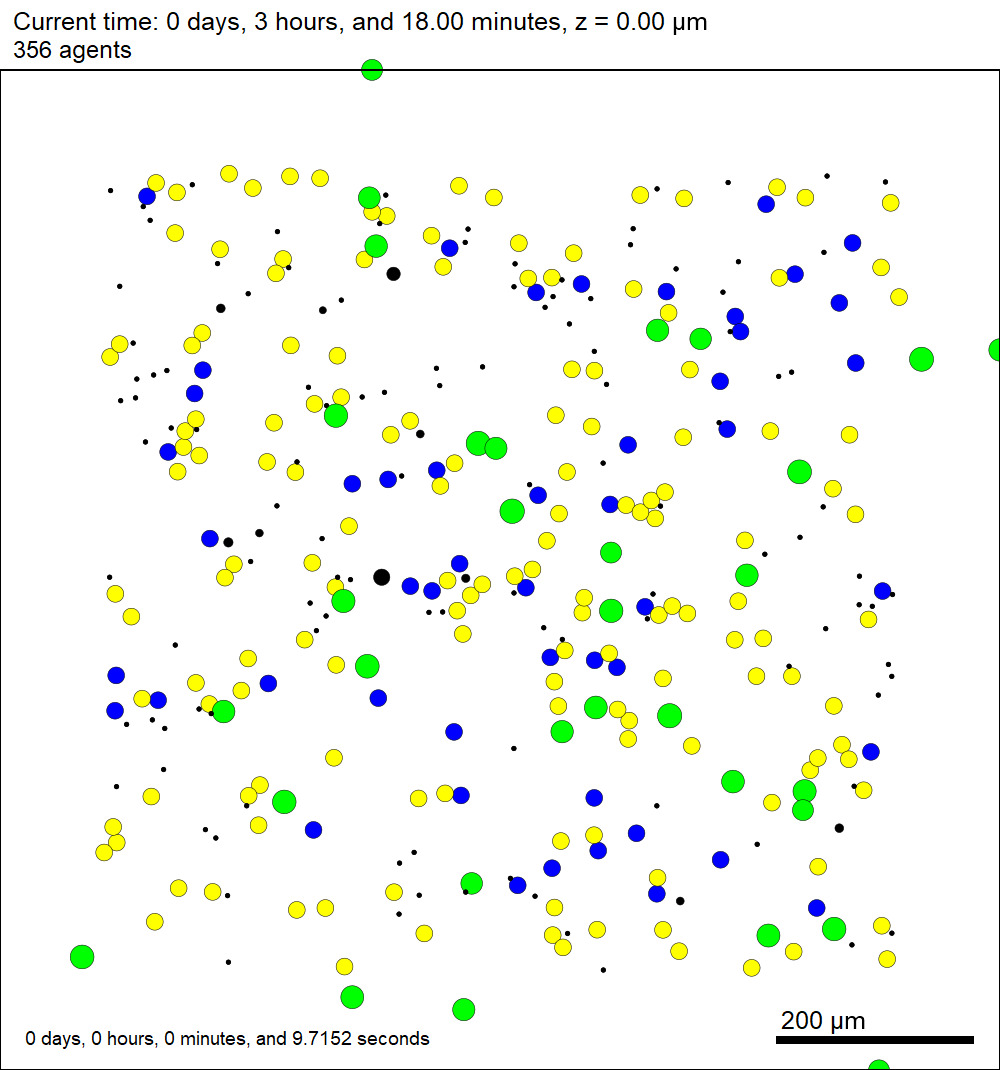 Current time: 0 days, 3 hours, and 18.00 minutes, z = 0.00 µm
356 agents
200 µm
0 days, 0 hours, 0 minutes, and 9.7152 seconds